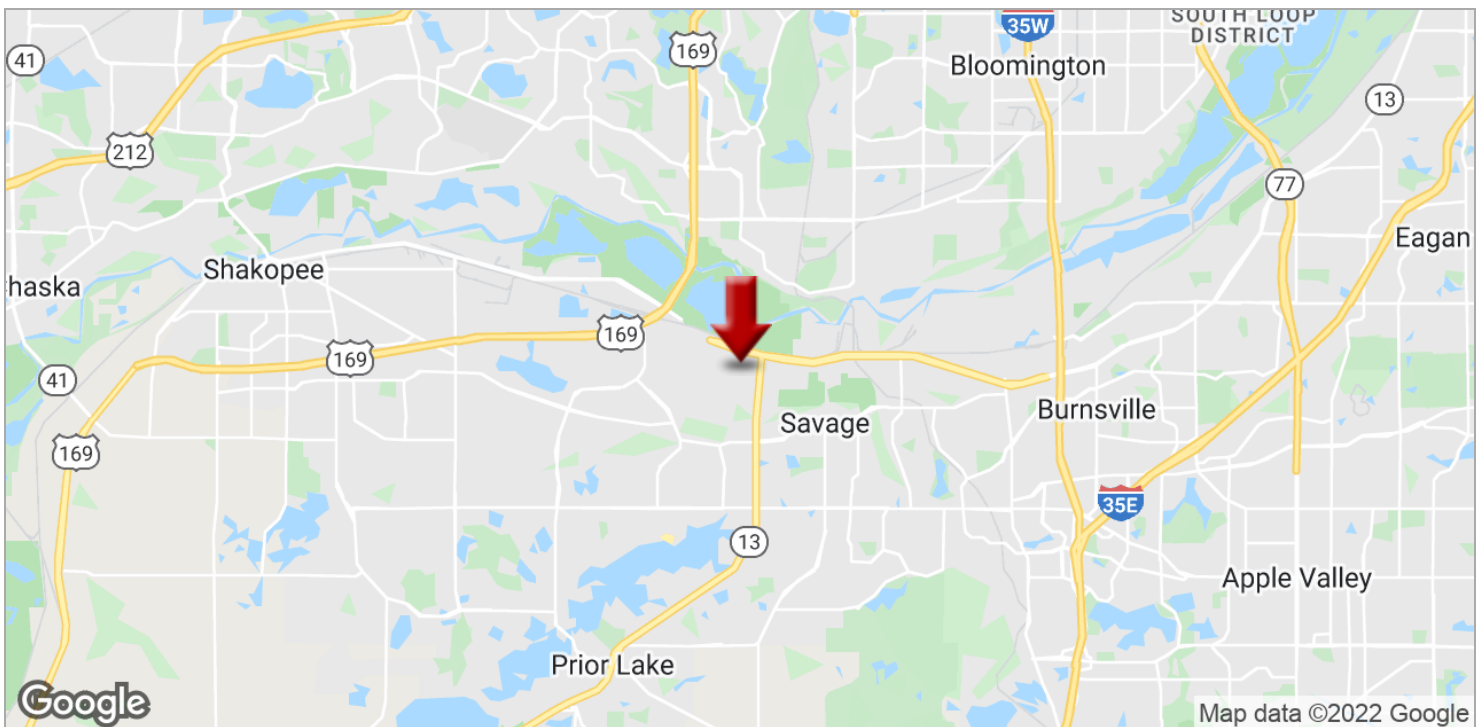 SOUTH LOOP
DISTRICT
35W
41
169
Bloomington
13
212
77
Eagan
Shakopee
haska
169
169
41
Burnsville
Savage
169
35E
13
Apple Valley
Prior Lake
Google
Map data ©2022 Google